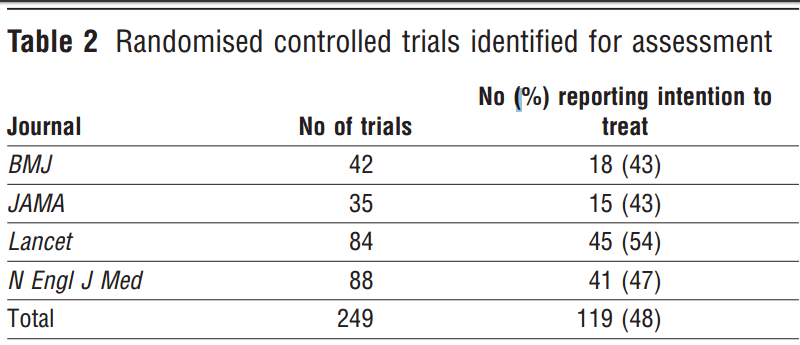 Table 2 Randomised controlled trials identified for assessment
Journal No of trials No (%) reporting intention to treat
BMJ 42 18 (43)
JAMA 35 15 (43)
Lancet 84 45 (54)
N Engl J Med 88 41 (47)
Total 249 119 (48)